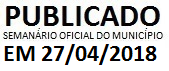 PUBLICADO
SEMANÁRIO OFICIAL DO MUNICÍPIO
EM 27/04/2018